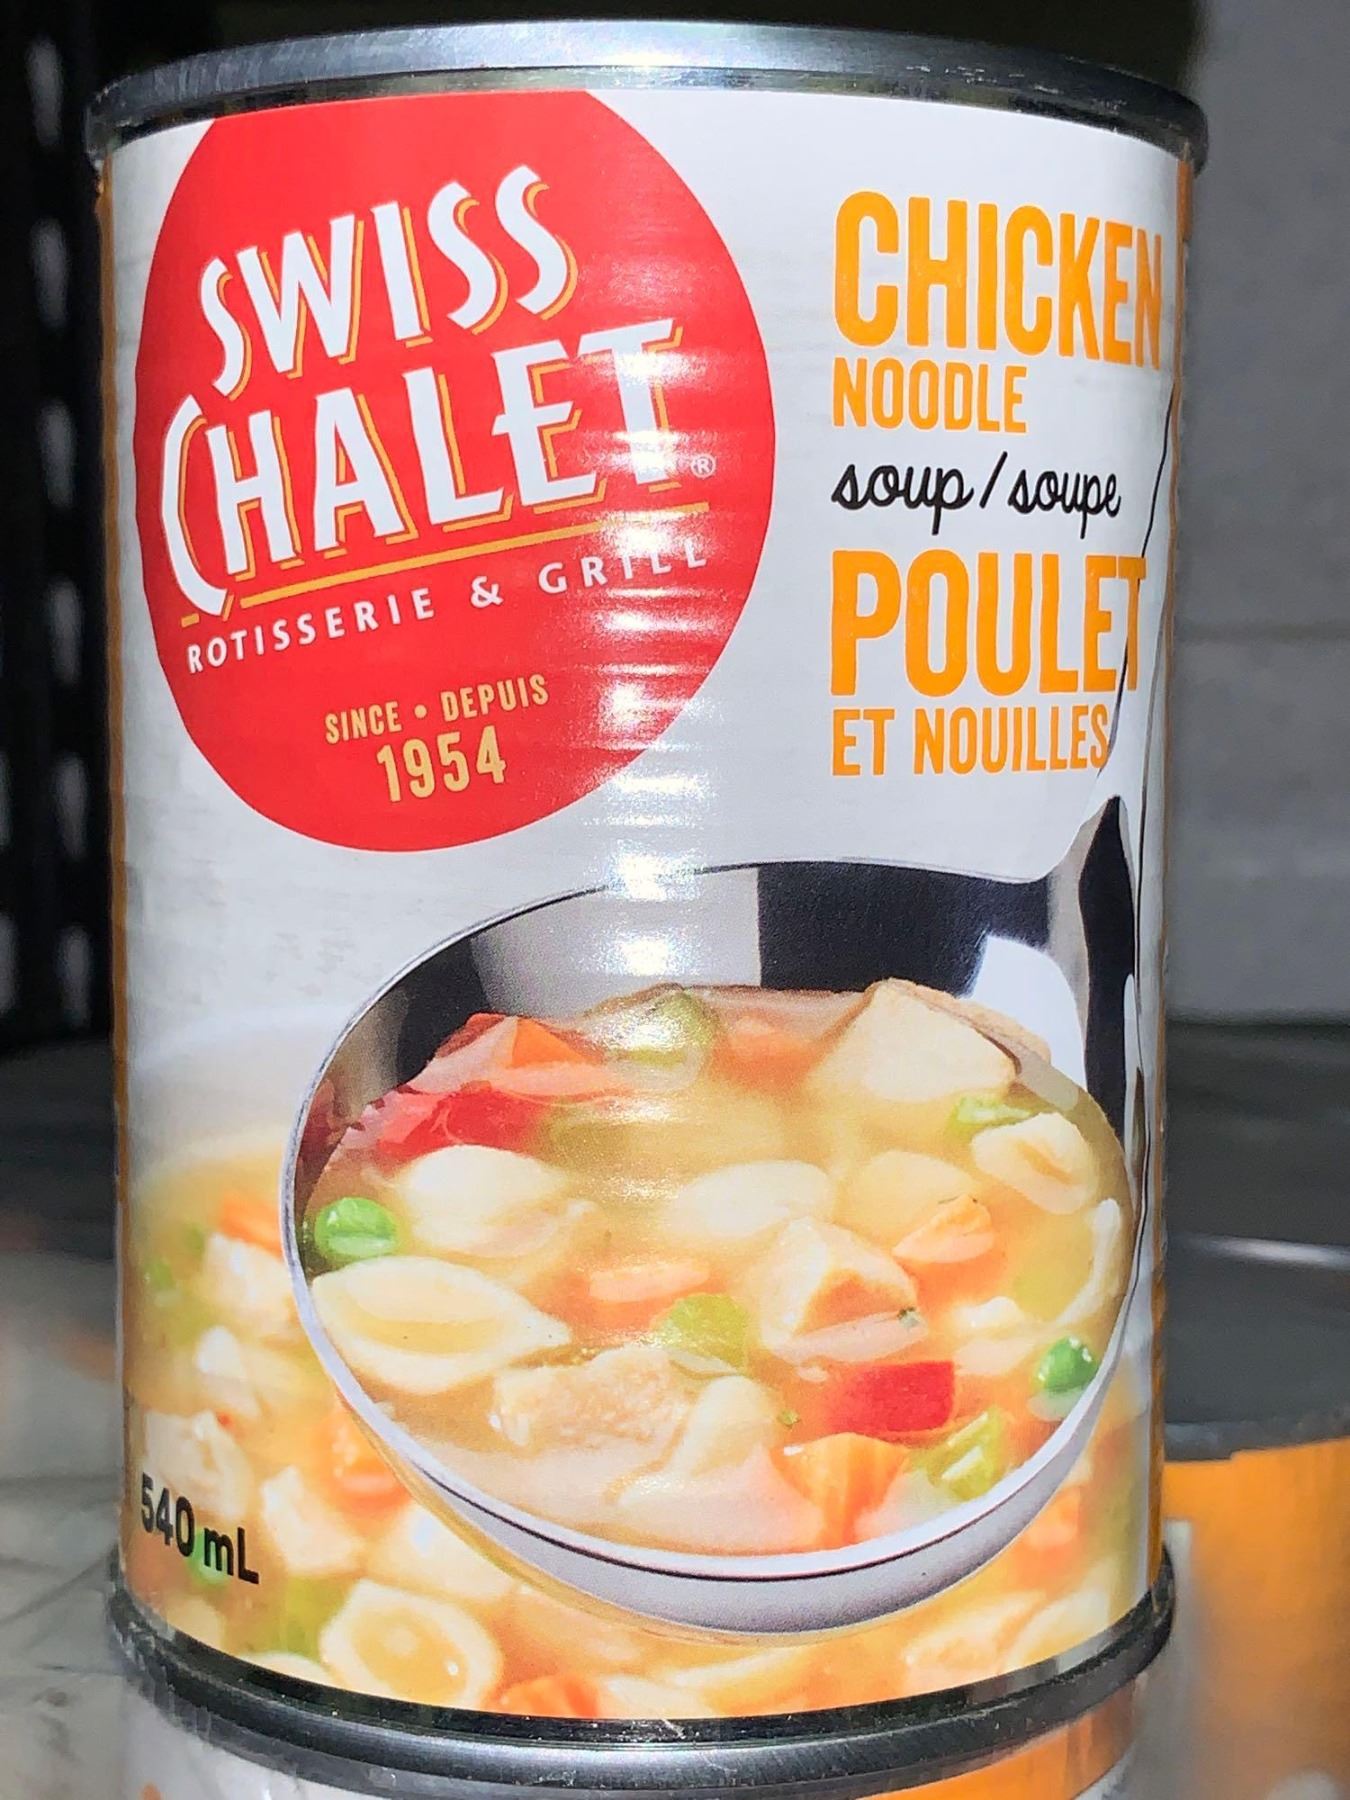 SWISS
CHALET®
ROTISSERIE & GRILL
SINCE • DEPUIS
1954
CHICKEN
NOODLE
soup/soupe
POULET
ET NOUILLES
540 mL